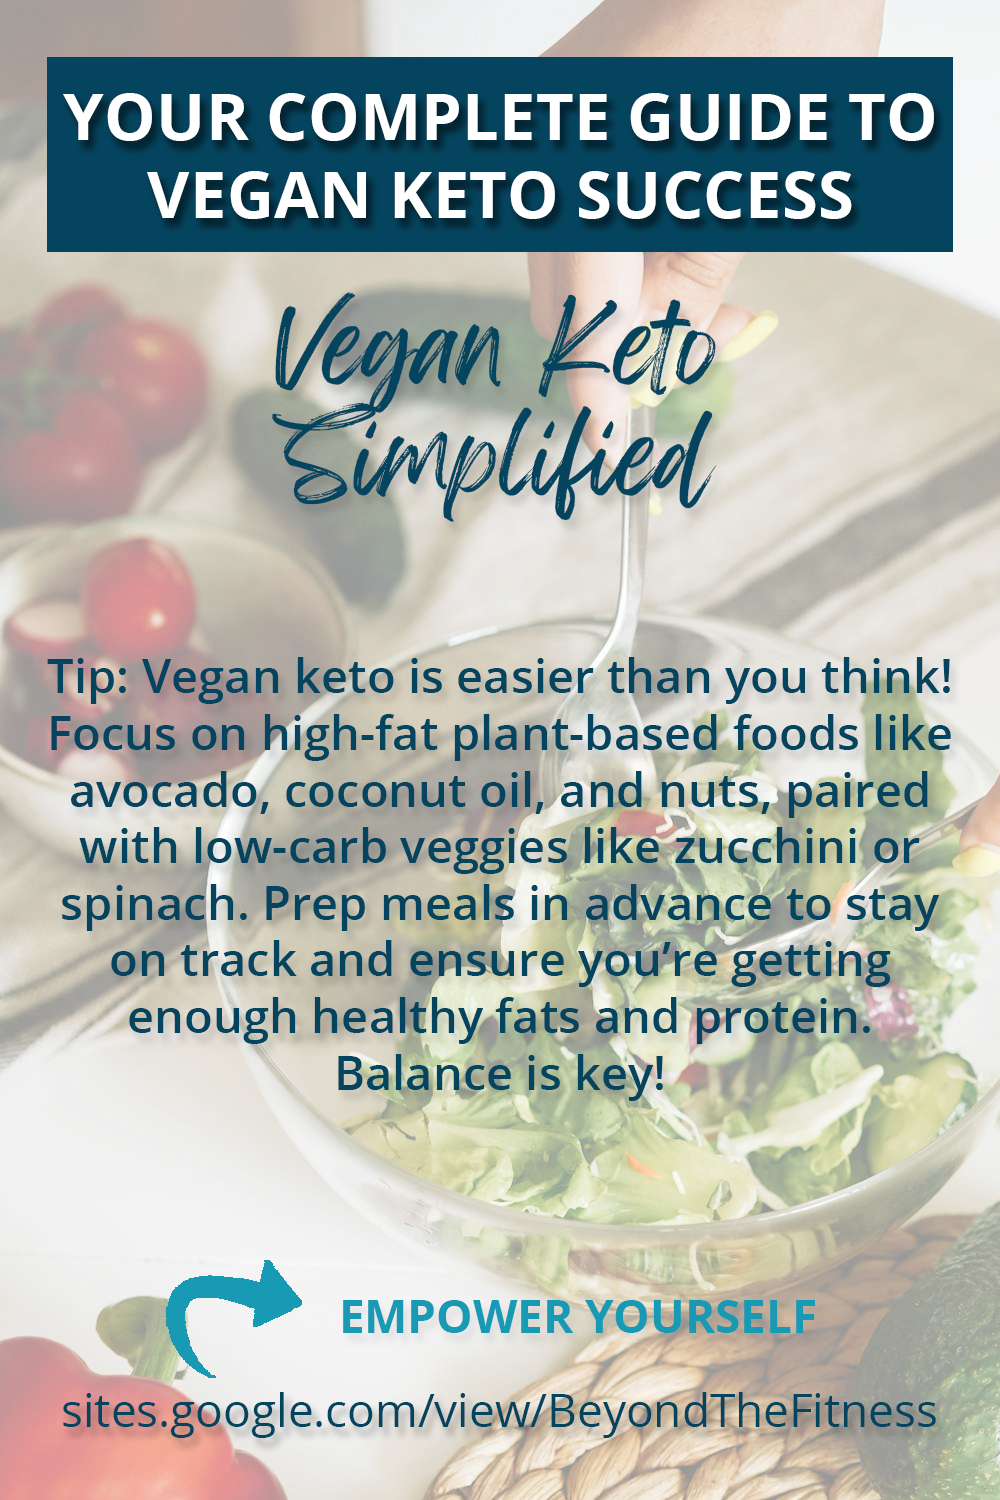 YOUR COMPLETE GUIDE TO
VEGAN KETO SUCCESS
Vegan Keto
Simplified
Tip: Vegan keto is easier than you think!
Focus on high-fat plant-based foods like
avocado, coconut oil, and nuts, paired
with low-carb veggies like zucchini or
spinach. Prep meals in advance to stay
on track and ensure you’re getting
enough healthy fats and protein.
Balance is key!
EMPOWER YOURSELF
sites.google.com/view/BeyondTheFitness